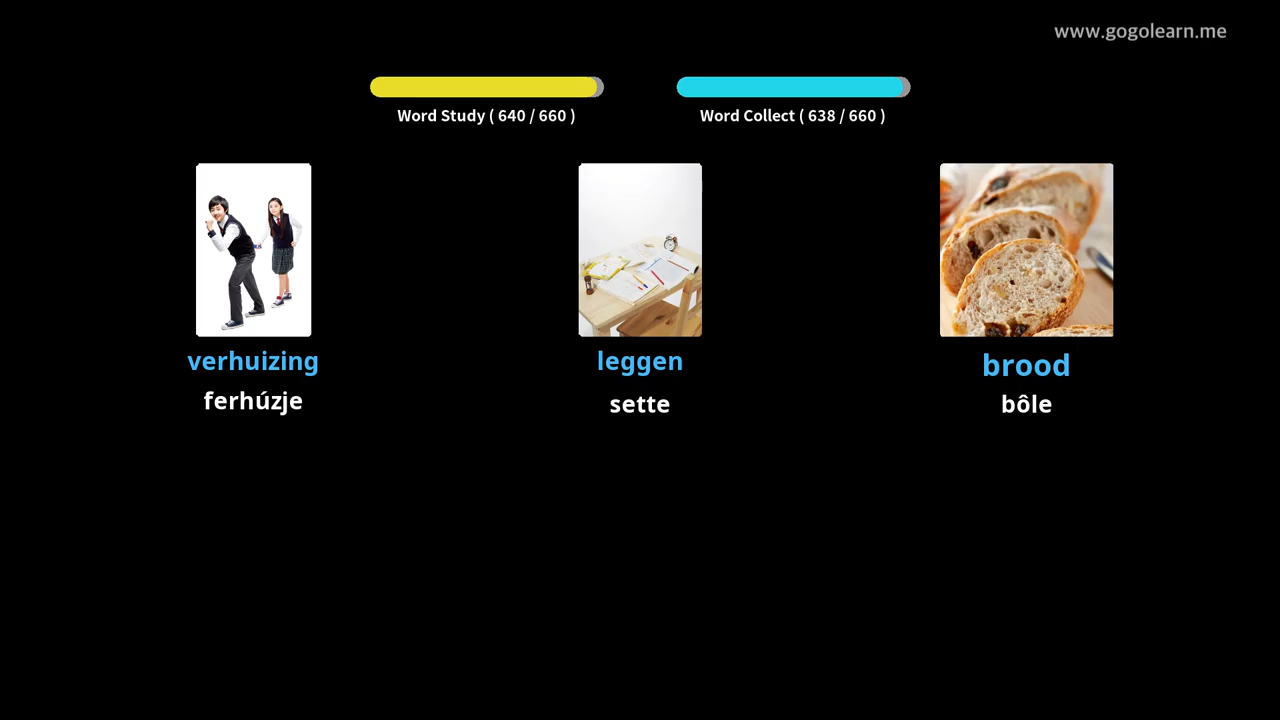 www.gogolearn.me
Word Study ( 640 / 660 )
Word Collect ( 638 / 660 )
verhuizing
ferhúzje
leggen
sette
brood
bôle